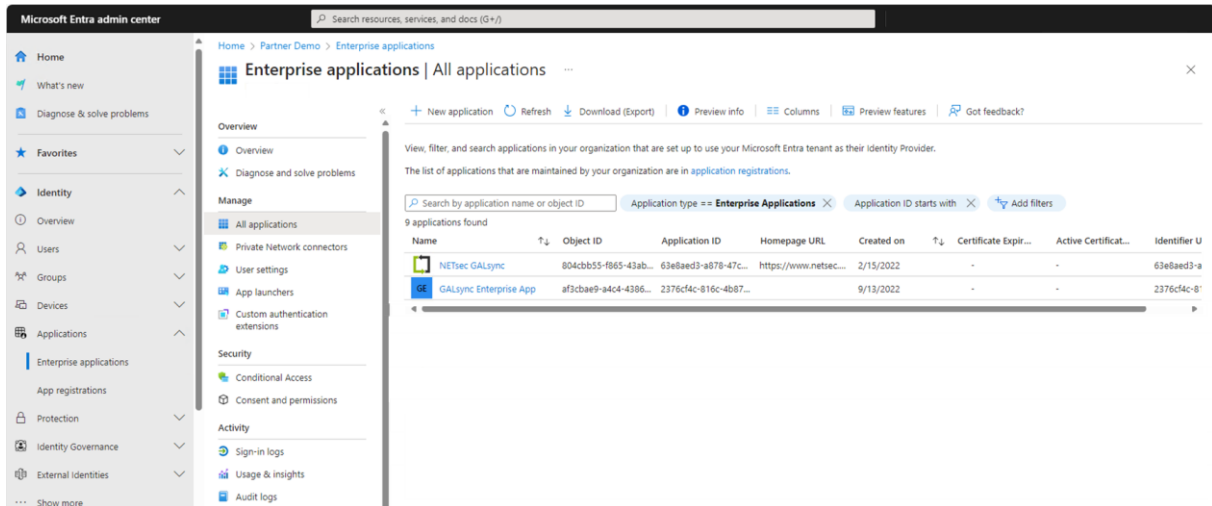 Microsoft Entra admin center
Search resources, services, and docs (G+/)
Home
What's new
Diagnose & solve problems
Favorites
Identity
Overview
Users
Groups
Devices
Applications
Enterprise applications
App registrations
Protection
Identity Governance
External Identities
··· Show more
Home > Partner Demo > Enterprise applications
Enterprise applications | All applications ···
Overview
Overview
Diagnose and solve problems
Manage
All applications
Private Network connectors
User settings
App launchers
Custom authentication
extensions
Security
Conditional Access
Consent and permissions
Activity
Sign-in logs
Usage & insights
Audit logs
New application Refresh Download (Export) Preview info Columns Preview features Got feedback?
View, filter, and search applications in your organization that are set up to use your Microsoft Entra tenant as their Identity Provider.
The list of applications that are maintained by your organization are in application registrations.
Search by application name or object ID Application type == Enterprise Applications Application ID starts with Add filters
9 applications found
Name Object ID Application ID Homepage URL Created on Certificate Expir... Active Certificat... Identifier U
NETsec GALsync 804cbb55-f865-43ab... 63e8aed3-a878-47c... https://www.netsec.... 2/15/2022 - - 63e8aed3-a
GE GALsync Enterprise App af3cbae9-a4c4-4386... 2376cf4c-816c-4b87... 9/13/2022 - - 2376cf4c-8